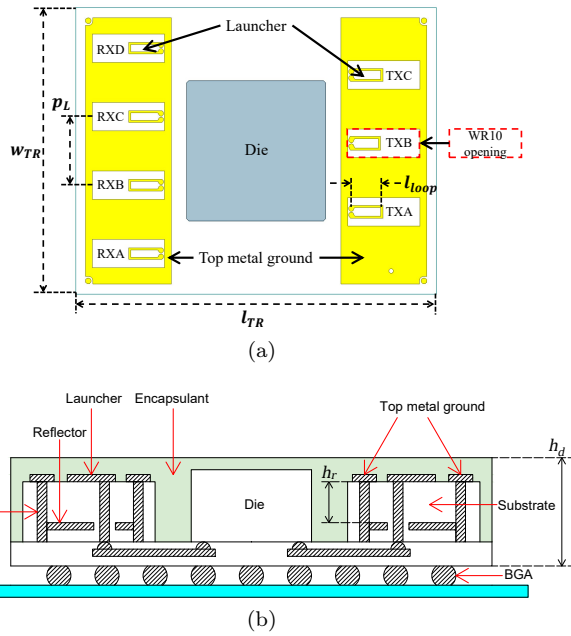 RXD
Launcher
TXC
RXC
p_L
w_TR
Die
TXB
WR10
opening
RXB
l_loop
TXA
RXA
Top metal ground
l_TR
(a)
Launcher
Encapsulant
Top metal ground
Reflector
h_r
h_d
Die
Substrate
BGA
(b)